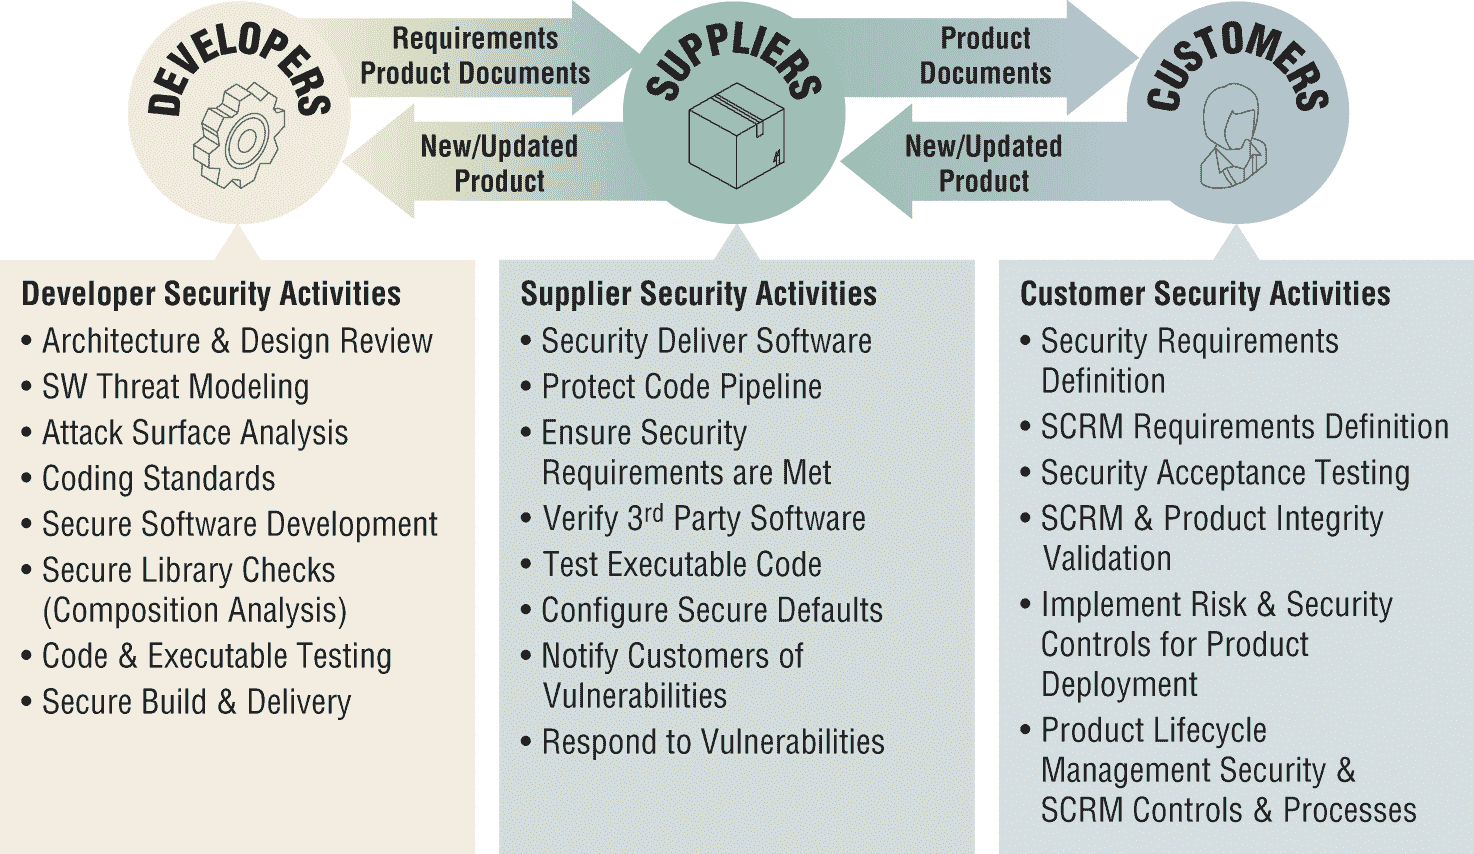 DEVELOPERS
Requirements
Product Documents
SUPPLIERS
Product
Documents
CUSTOMERS
New/Updated
Product
New/Updated
Product
Developer Security Activities
• Architecture & Design Review
• SW Threat Modeling
• Attack Surface Analysis
• Coding Standards
• Secure Software Development
• Secure Library Checks
(Composition Analysis)
• Code & Executable Testing
• Secure Build & Delivery
Supplier Security Activities
• Security Deliver Software
• Protect Code Pipeline
• Ensure Security
Requirements are Met
• Verify 3rd Party Software
• Test Executable Code
• Configure Secure Defaults
• Notify Customers of
Vulnerabilities
• Respond to Vulnerabilities
Customer Security Activities
• Security Requirements
Definition
• SCRM Requirements Definition
• Security Acceptance Testing
• SCRM & Product Integrity
Validation
• Implement Risk & Security
Controls for Product
Deployment
• Product Lifecycle
Management Security &
SCRM Controls & Processes